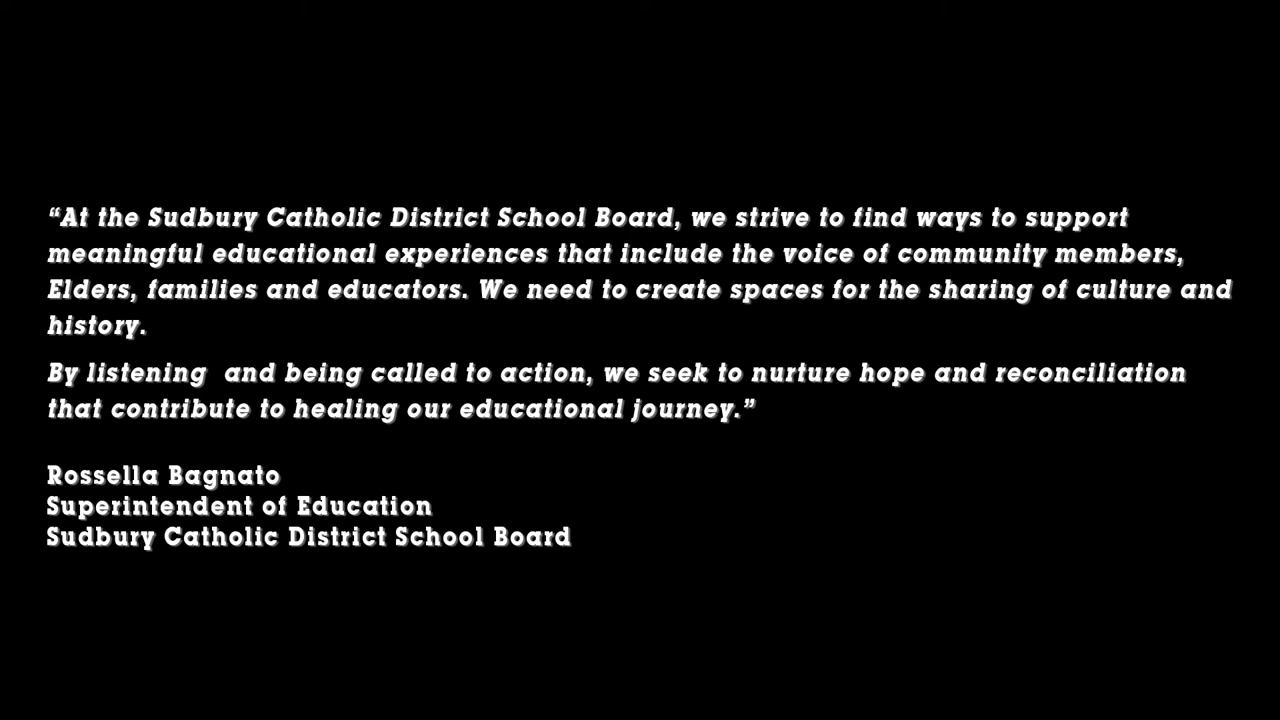 “At the Sudbury Catholic District School Board, we strive to find ways to support
meaningful educational experiences that include the voice of community members,
Elders, families and educators. We need to create spaces for the sharing of culture and
history.
By listening  and being called to action, we seek to nurture hope and reconciliation
that contribute to healing our educational journey.”
Rossella Bagnato
Superintendent of Education
Sudbury Catholic District School Board